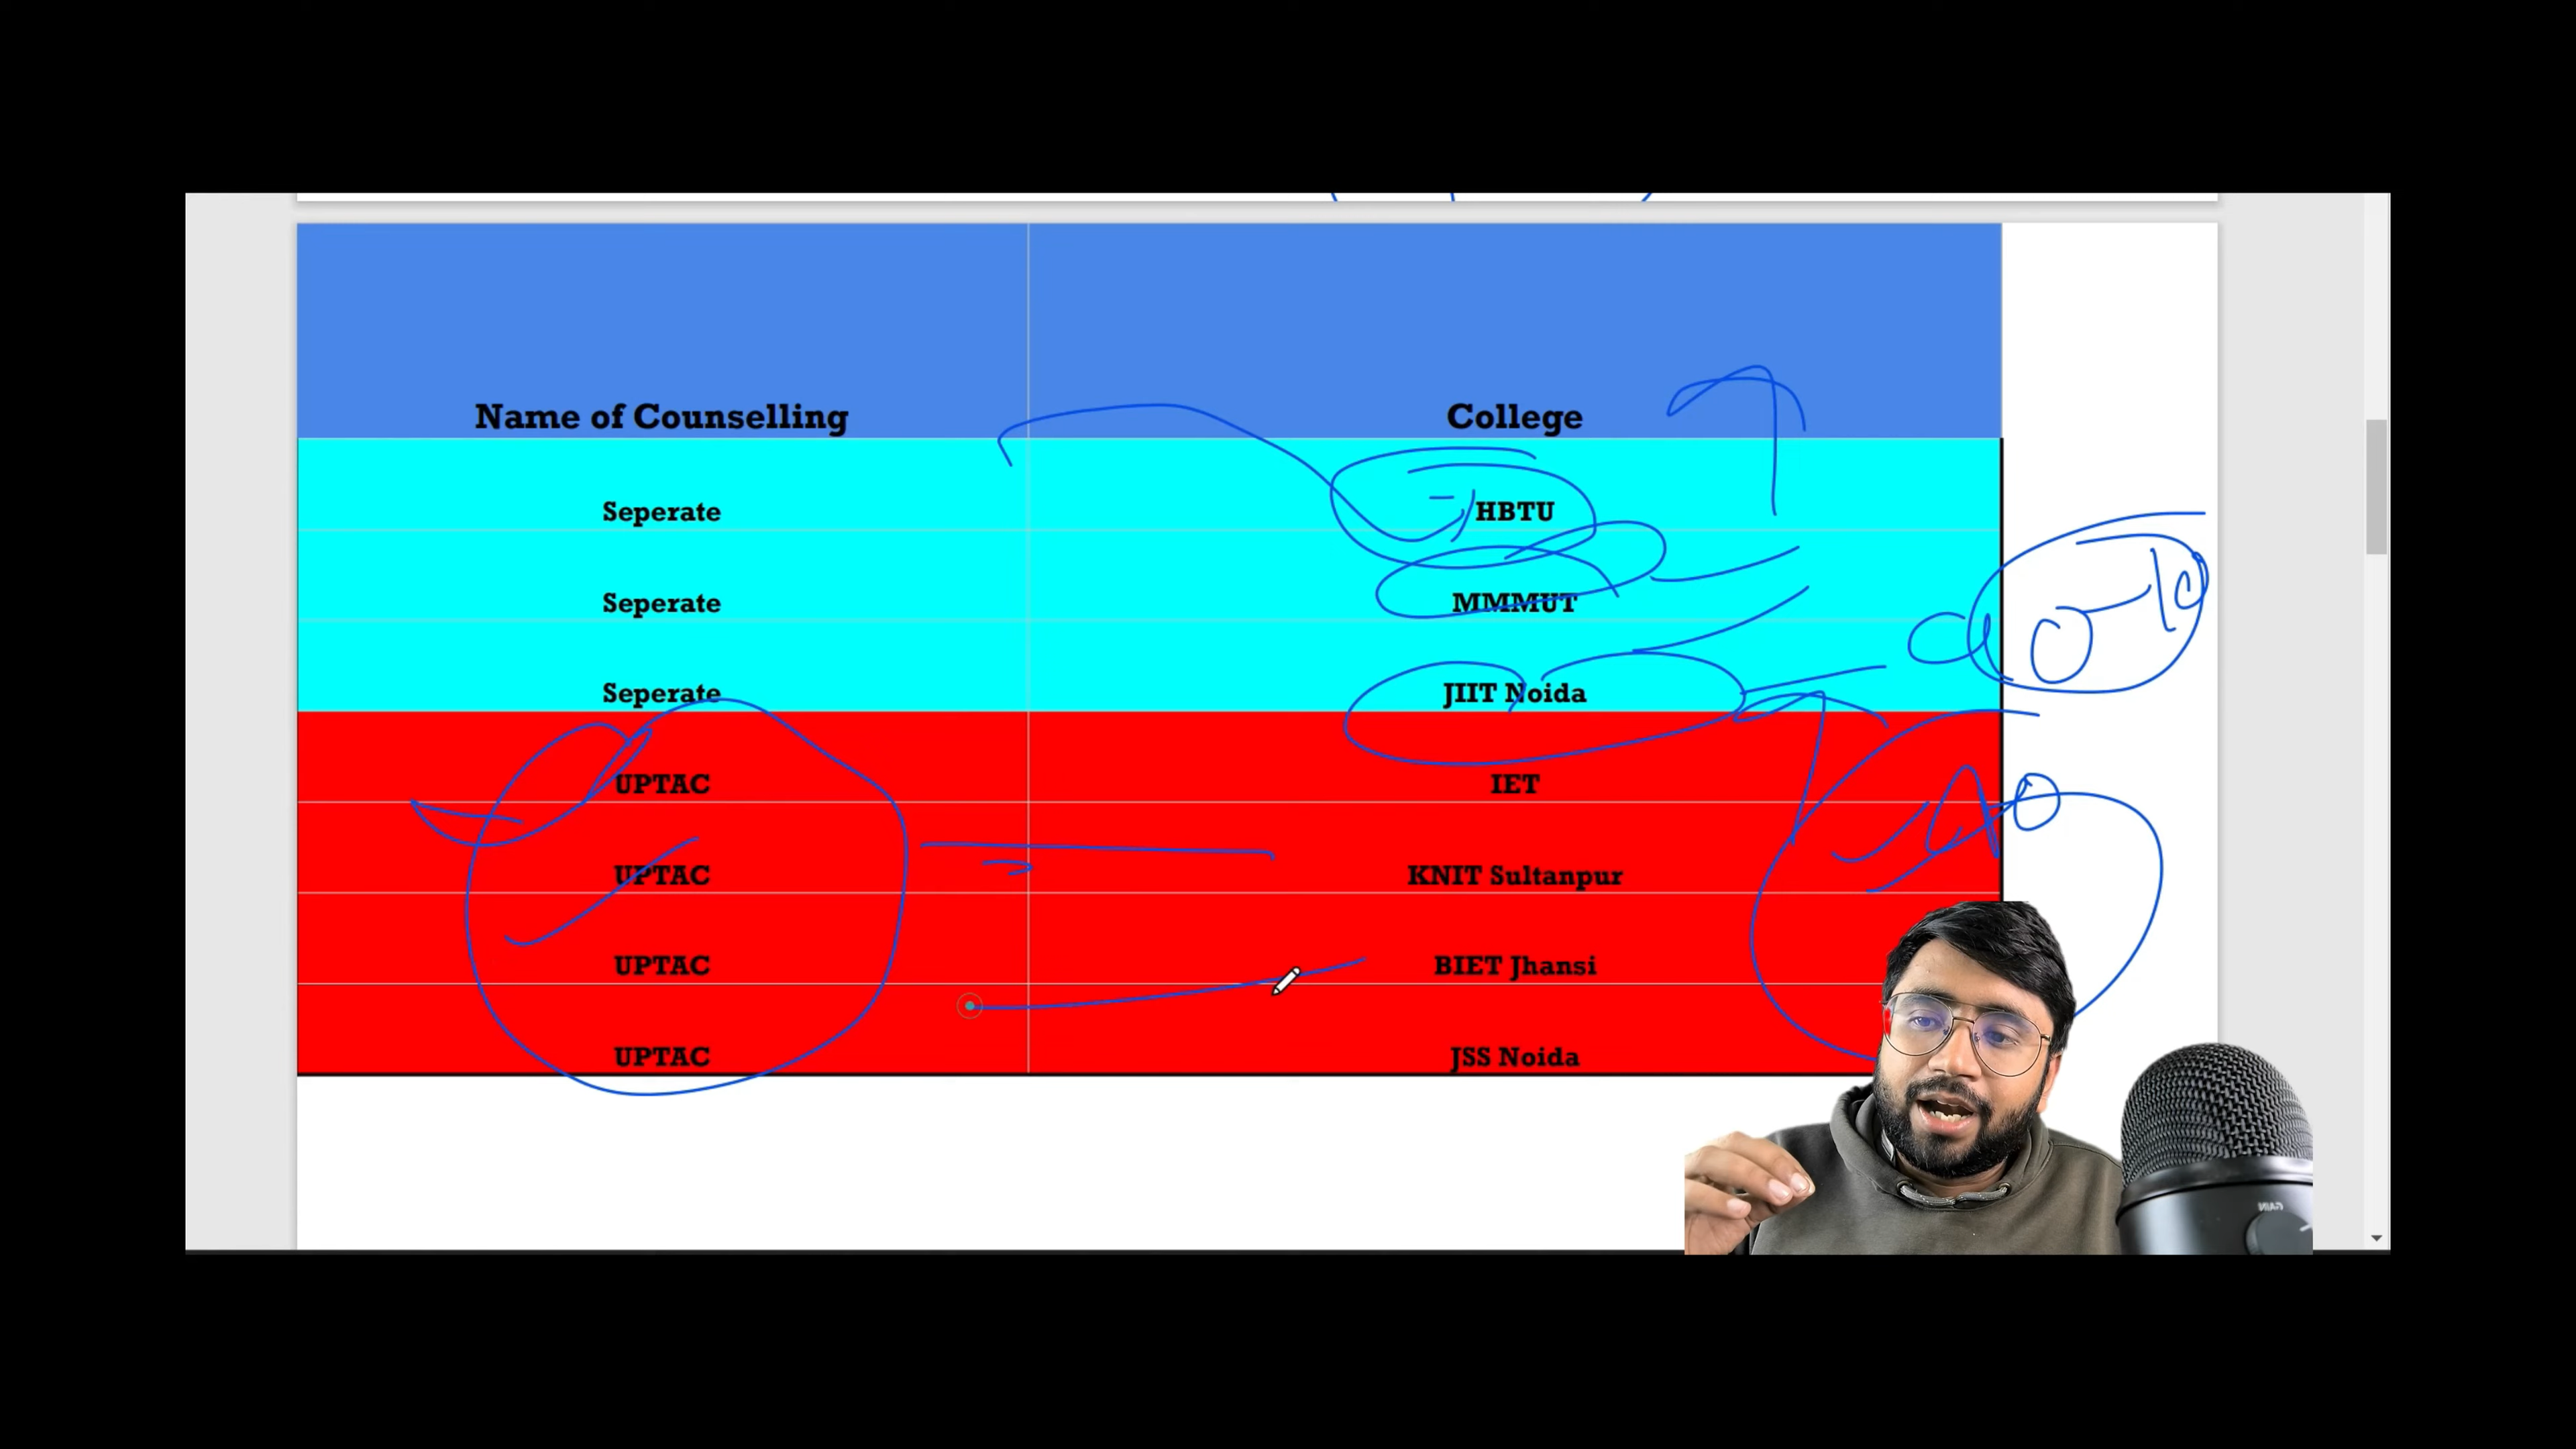 Name of Counselling College
Seperate HBTU
Seperate MMMUT
Seperate JIIT Noida
UPTAC IET
UPTAC KNIT Sultanpur
UPTAC BIET Jhansi
UPTAC JSS Noida
GAIN